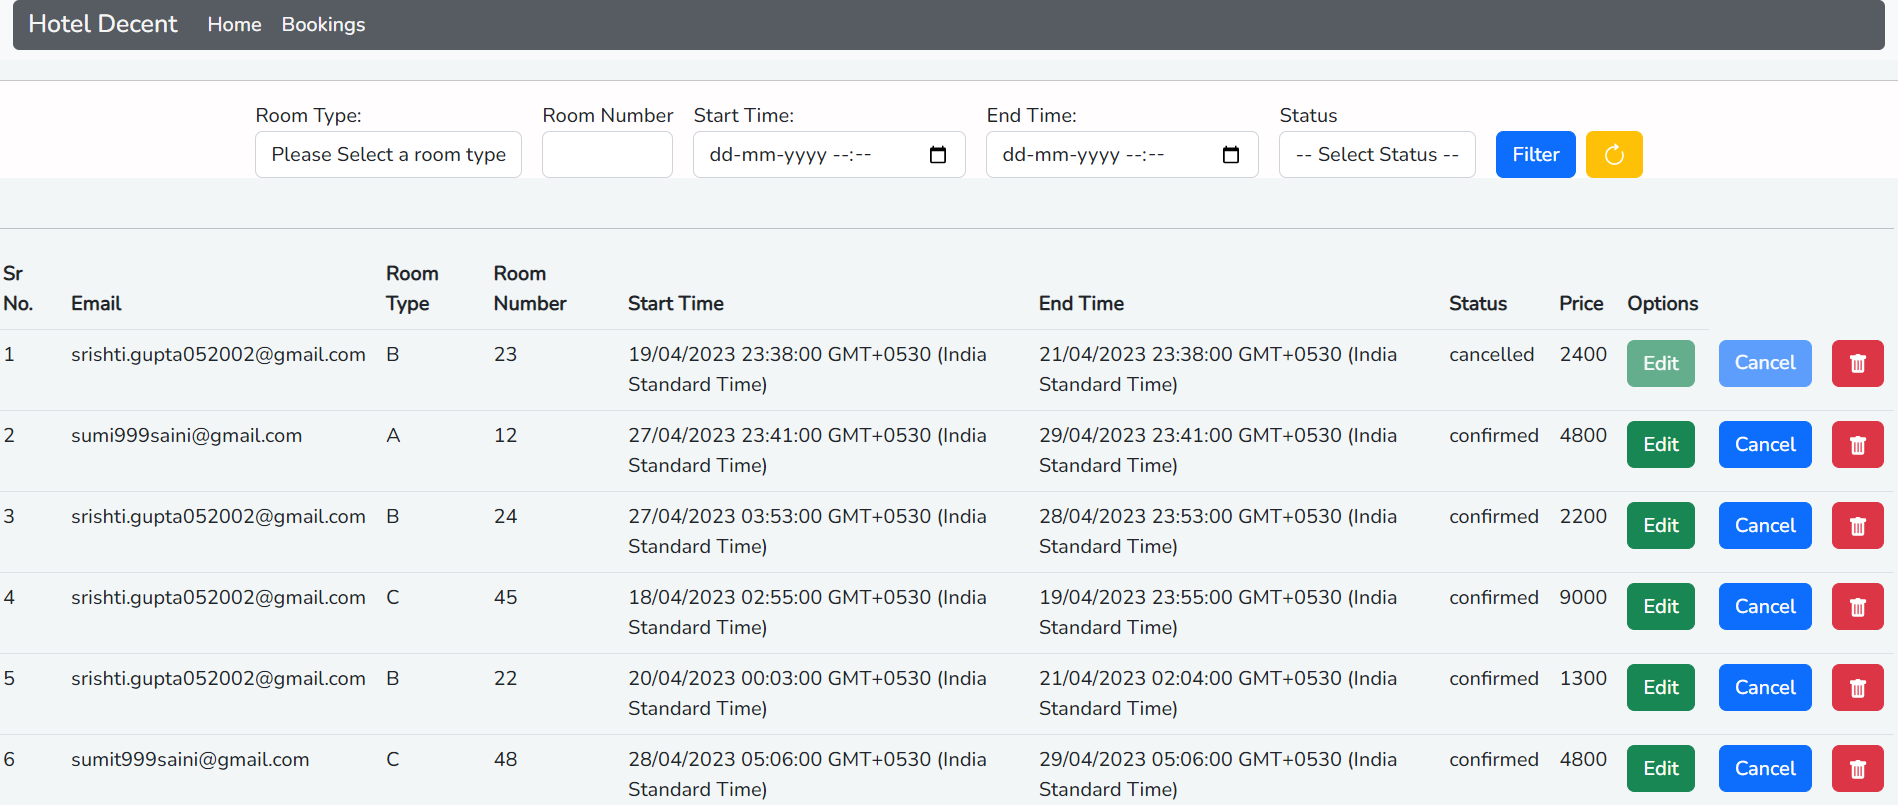 Hotel Decent Home Bookings
Room Type: Room Number Start Time: End Time: Status
Please Select a room type dd-mm-yyyy --:-- dd-mm-yyyy --:-- -- Select Status -- Filter
Sr Room Room
No. Email Type Number Start Time End Time Status Price Options
1 srishti.gupta052002@gmail.com B 23 19/04/2023 23:38:00 GMT+0530 (India 21/04/2023 23:38:00 GMT+0530 (India cancelled 2400 Edit Cancel
Standard Time) Standard Time)
2 sumi999saini@gmail.com A 12 27/04/2023 23:41:00 GMT+0530 (India 29/04/2023 23:41:00 GMT+0530 (India confirmed 4800 Edit Cancel
Standard Time) Standard Time)
3 srishti.gupta052002@gmail.com B 24 27/04/2023 03:53:00 GMT+0530 (India 28/04/2023 23:53:00 GMT+0530 (India confirmed 2200 Edit Cancel
Standard Time) Standard Time)
4 srishti.gupta052002@gmail.com C 45 18/04/2023 02:55:00 GMT+0530 (India 19/04/2023 23:55:00 GMT+0530 (India confirmed 9000 Edit Cancel
Standard Time) Standard Time)
5 srishti.gupta052002@gmail.com B 22 20/04/2023 00:03:00 GMT+0530 (India 21/04/2023 02:04:00 GMT+0530 (India confirmed 1300 Edit Cancel
Standard Time) Standard Time)
6 sumit999saini@gmail.com C 48 28/04/2023 05:06:00 GMT+0530 (India 29/04/2023 05:06:00 GMT+0530 (India confirmed 4800 Edit Cancel
Standard Time) Standard Time)